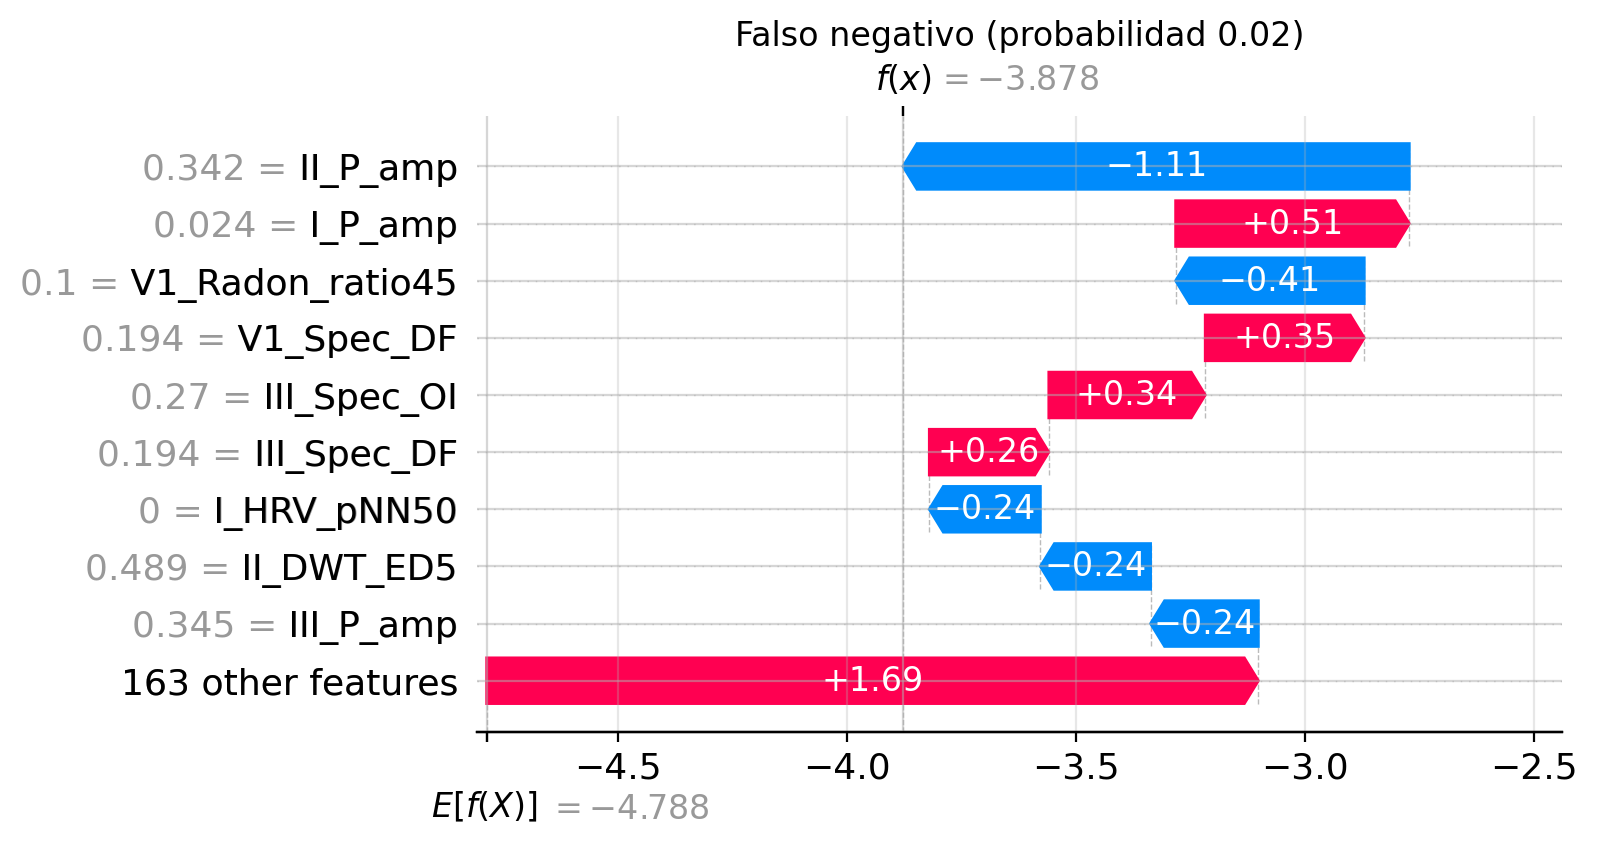 Falso negativo (probabilidad 0.02)
f(x) = −3.878
0.342 = II_P_amp −1.11
0.024 = I_P_amp +0.51
0.1 = V1_Radon_ratio45 −0.41
0.194 = V1_Spec_DF +0.35
0.27 = III_Spec_OI +0.34
0.194 = III_Spec_DF +0.26
0 = I_HRV_pNN50 −0.24
0.489 = II_DWT_ED5 −0.24
0.345 = III_P_amp −0.24
163 other features +1.69
−4.5 −4.0 −3.5 −3.0 −2.5
E[f(X)] = −4.788